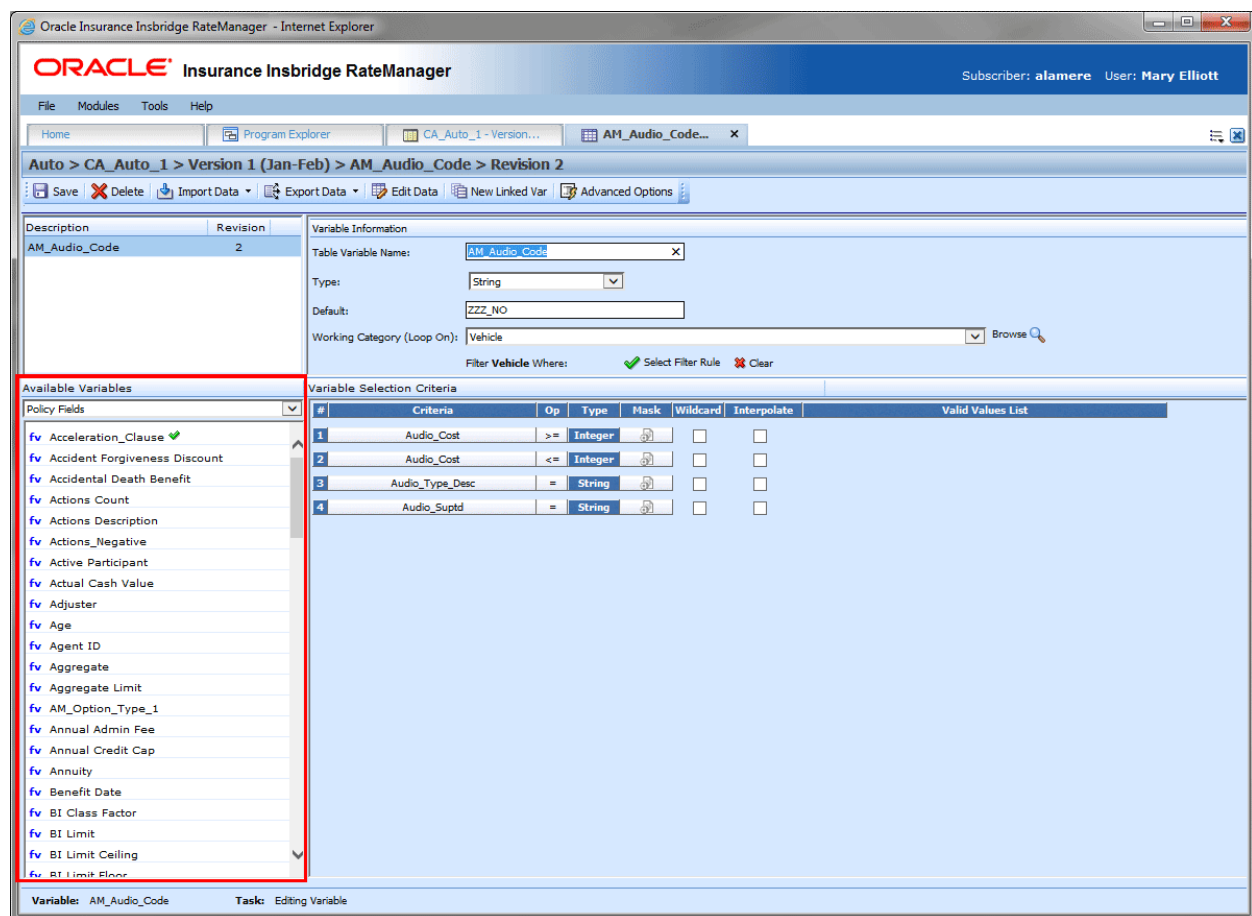 Oracle Insurance Insbridge RateManager - Internet Explorer
ORACLE Insurance Insbridge RateManager
Subscriber: alamere User: Mary Elliott
File Modules Tools Help
Home Program Explorer CA_Auto_1 - Version... AM_Audio_Code... ×
Auto > CA_Auto_1 > Version 1 (Jan-Feb) > AM_Audio_Code > Revision 2
Save Delete Import Data Export Data Edit Data New Linked Var Advanced Options
Description Revision
AM_Audio_Code 2
Variable Information
Table Variable Name: AM_Audio_Code ×
Type: String
Default: ZZZ_NO
Working Category (Loop On): Vehicle Browse
Filter Vehicle Where: Select Filter Rule Clear
Available Variables
Policy Fields
fv Acceleration_Clause
fv Accident Forgiveness Discount
fv Accidental Death Benefit
fv Actions Count
fv Actions Description
fv Actions_Negative
fv Active Participant
fv Actual Cash Value
fv Adjuster
fv Age
fv Agent ID
fv Aggregate
fv Aggregate Limit
fv AM_Option_Type_1
fv Annual Admin Fee
fv Annual Credit Cap
fv Annuity
fv Benefit Date
fv BI Class Factor
fv BI Limit
fv BI Limit Ceiling
fv BI Limit Floor
Variable Selection Criteria
# Criteria Op Type Mask Wildcard Interpolate Valid Values List
1 Audio_Cost >= Integer
2 Audio_Cost <= Integer
3 Audio_Type_Desc = String
4 Audio_Suptd = String
Variable: AM_Audio_Code Task: Editing Variable